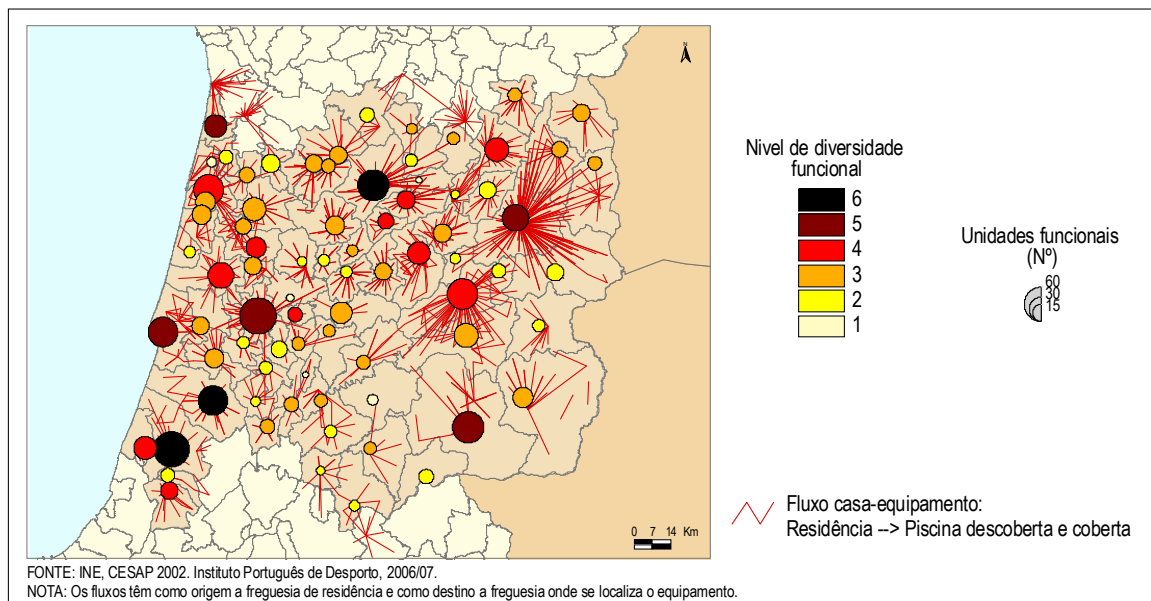 N
Nivel de diversidade
funcional
6
5
4
3
2
1
Unidades funcionais
(Nº)
60
30
15
0 7 14 Km
Fluxo casa-equipamento:
Residência --> Piscina descoberta e coberta
FONTE: INE, CESAP 2002. Instituto Português de Desporto, 2006/07.
NOTA: Os fluxos têm como origem a freguesia de residência e como destino a freguesia onde se localiza o equipamento.